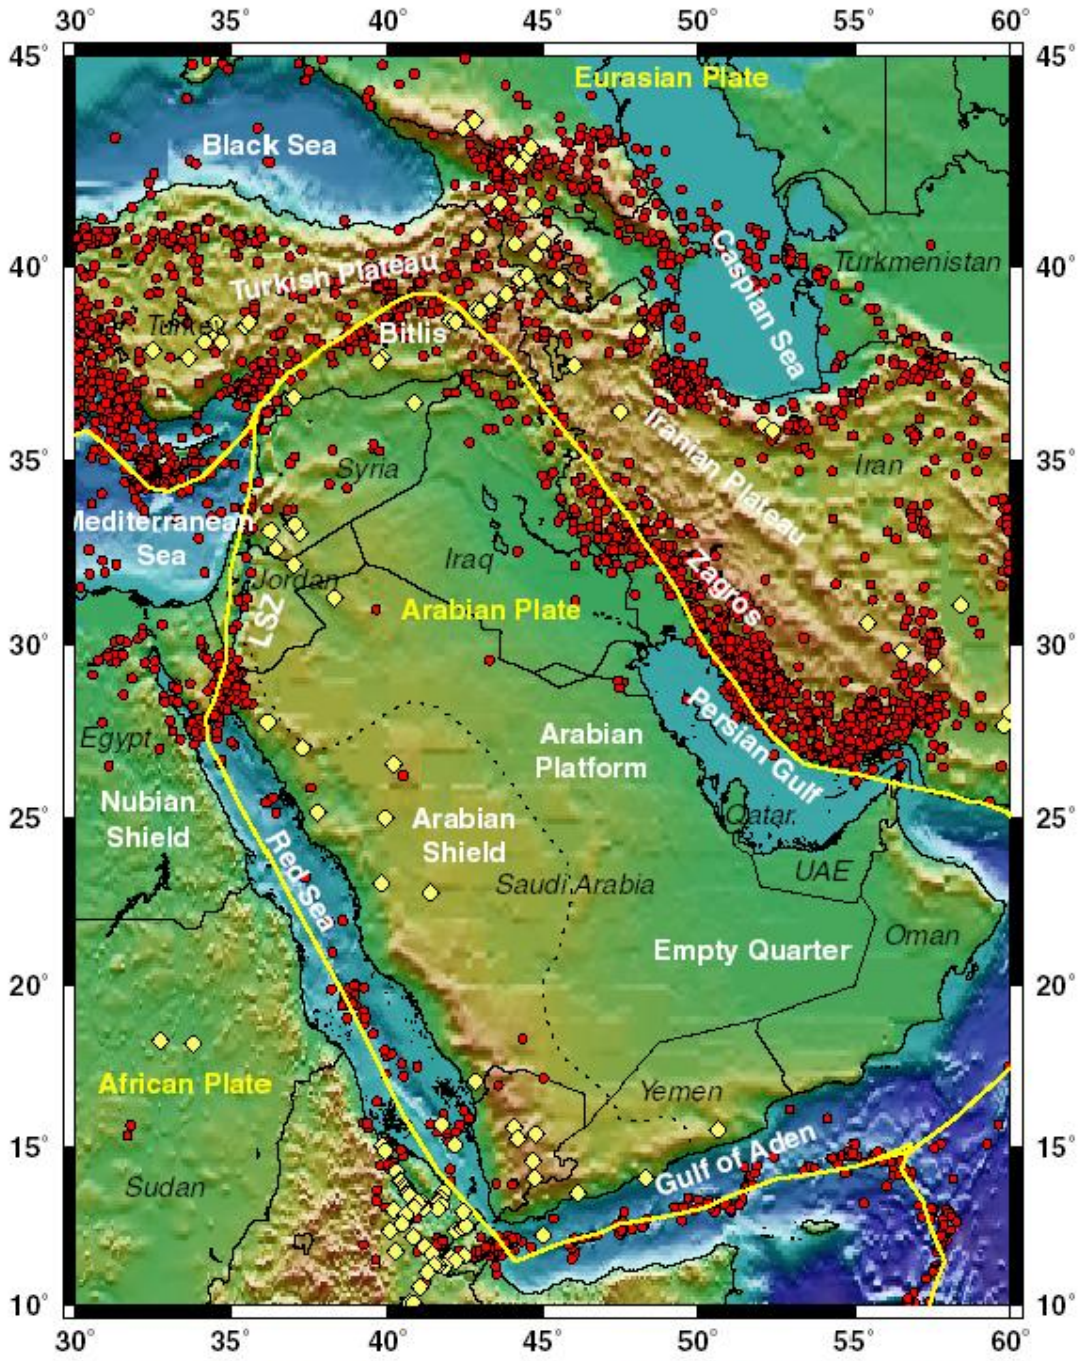 30° 35° 40° 45° 50° 55° 60°
45° 45°
Eurasian Plate
Black Sea
40° 40°
Turkmenistan
Caspian Sea
Turkish Plateau
Turkey
Bitlis
Iranian Plateau
35° 35°
Syria
Iran
Mediterranean
Sea
Iraq
Jordan
Zagros
LSZ
Arabian Plate
30° 30°
Persian Gulf
Egypt
Arabian
Platform
Nubian
Shield
25° 25°
Qatar
Arabian
Shield
Red Sea
UAE
Saudi Arabia
Oman
Empty Quarter
20° 20°
African Plate
Yemen
15° 15°
Gulf of Aden
Sudan
10° 10°
30° 35° 40° 45° 50° 55° 60°